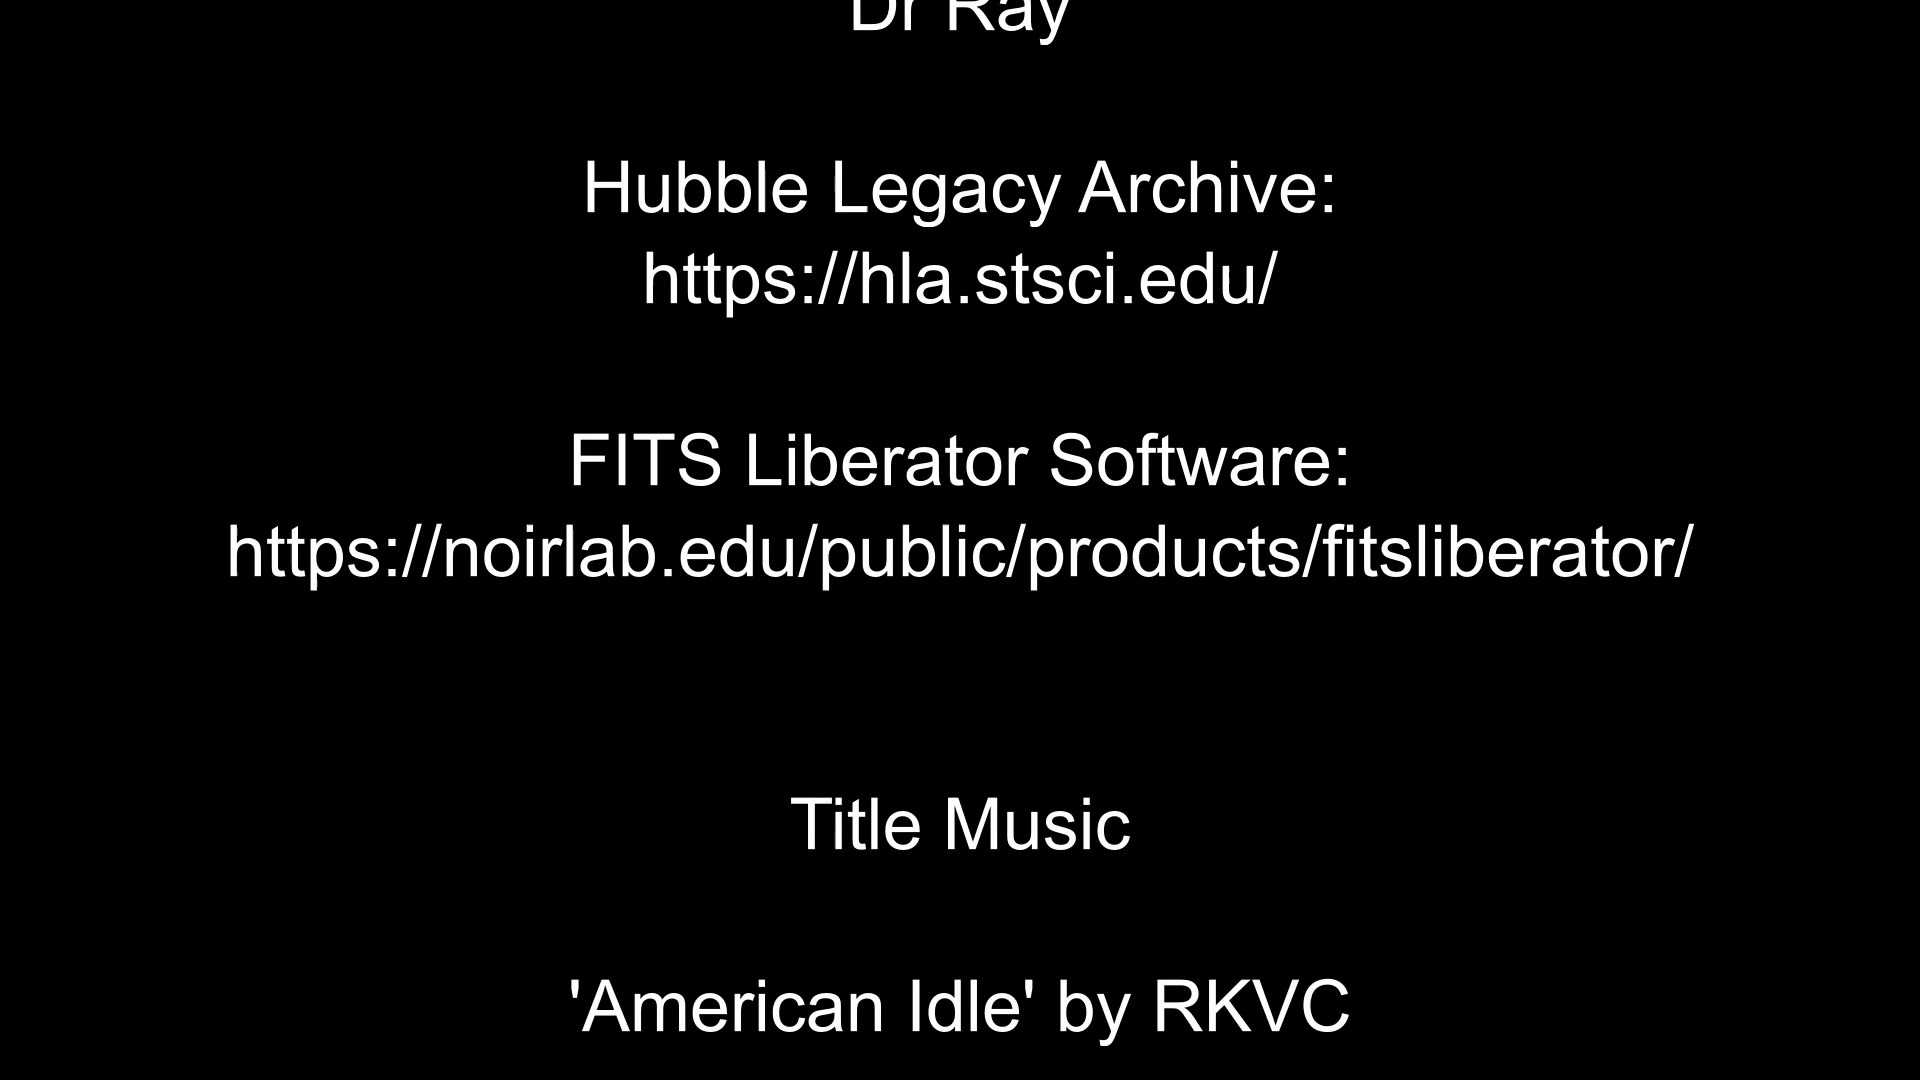 Dr Ray
Hubble Legacy Archive:
https://hla.stsci.edu/
FITS Liberator Software:
https://noirlab.edu/public/products/fitsliberator/
Title Music
'American Idle' by RKVC